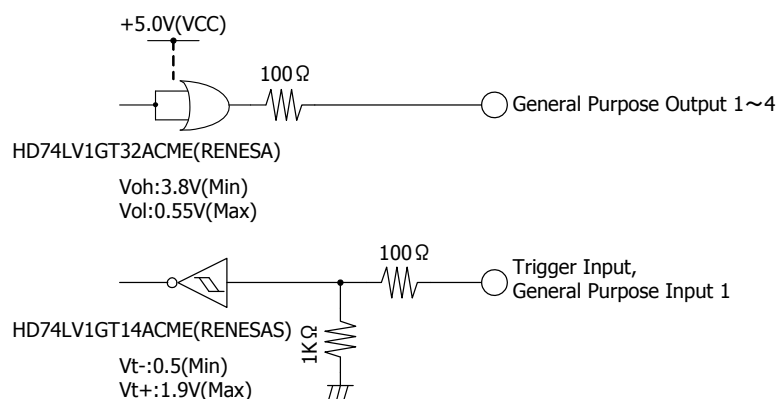 +5.0V(VCC)
100Ω
General Purpose Output 1～4
HD74LV1GT32ACME(RENESA)
Voh:3.8V(Min)
Vol:0.55V(Max)
100Ω
Trigger Input,
General Purpose Input 1
HD74LV1GT14ACME(RENESAS)
1KΩ
Vt-:0.5(Min)
Vt+:1.9V(Max)